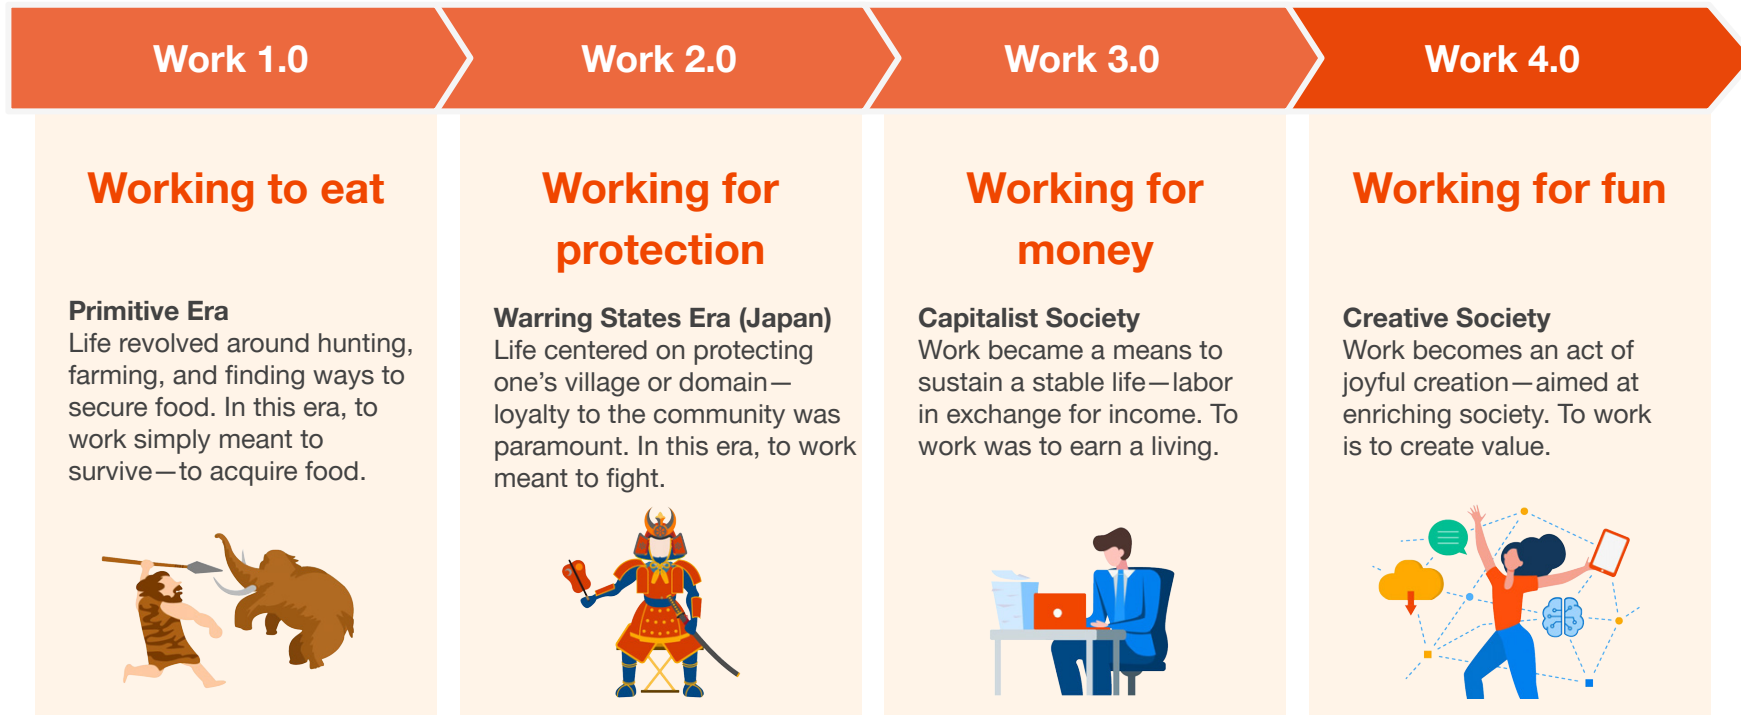 Work 1.0
Work 2.0
Work 3.0
Work 4.0
Working to eat
Primitive Era
Life revolved around hunting,
farming, and finding ways to
secure food. In this era, to
work simply meant to
survive—to acquire food.
Working for
protection
Warring States Era (Japan)
Life centered on protecting
one’s village or domain—
loyalty to the community was
paramount. In this era, to work
meant to fight.
Working for
money
Capitalist Society
Work became a means to
sustain a stable life—labor
in exchange for income. To
work was to earn a living.
Working for fun
Creative Society
Work becomes an act of
joyful creation—aimed at
enriching society. To work
is to create value.